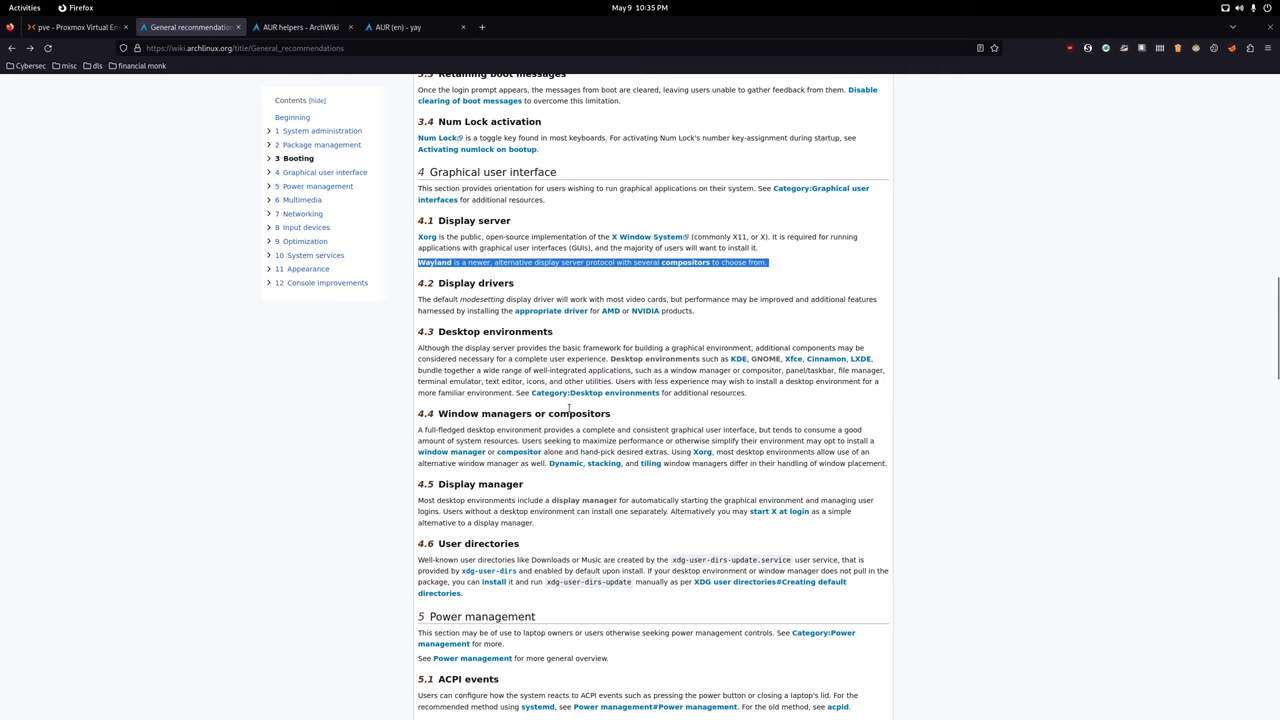 Activities
Firefox
May 9 10:35 PM
pve - Proxmox Virtual En
General recommendation
AUR helpers - ArchWiki
AUR (en) - yay
https://wiki.archlinux.org/title/General_recommendations
Cybersec
misc
dls
financial monk
Contents [hide]
Beginning
1 System administration
2 Package management
3 Booting
4 Graphical user interface
5 Power management
6 Multimedia
7 Networking
8 Input devices
9 Optimization
10 System services
11 Appearance
12 Console improvements
3.3 Retaining boot messages
Once the login prompt appears, the messages from boot are cleared, leaving users unable to gather feedback from them. Disable
clearing of boot messages to overcome this limitation.
3.4 Num Lock activation
Num Lock is a toggle key found in most keyboards. For activating Num Lock's number key-assignment during startup, see
Activating numlock on bootup.
4 Graphical user interface
This section provides orientation for users wishing to run graphical applications on their system. See Category:Graphical user
interfaces for additional resources.
4.1 Display server
Xorg is the public, open-source implementation of the X Window System (commonly X11, or X). It is required for running
applications with graphical user interfaces (GUIs), and the majority of users will want to install it.
Wayland is a newer, alternative display server protocol with several compositors to choose from.
4.2 Display drivers
The default modesetting display driver will work with most video cards, but performance may be improved and additional features
harnessed by installing the appropriate driver for AMD or NVIDIA products.
4.3 Desktop environments
Although the display server provides the basic framework for building a graphical environment, additional components may be
considered necessary for a complete user experience. Desktop environments such as KDE, GNOME, Xfce, Cinnamon, LXDE,
bundle together a wide range of well-integrated applications, such as a window manager or compositor, panel/taskbar, file manager,
terminal emulator, text editor, icons, and other utilities. Users with less experience may wish to install a desktop environment for a
more familiar environment. See Category:Desktop environments for additional resources.
4.4 Window managers or compositors
A full-fledged desktop environment provides a complete and consistent graphical user interface, but tends to consume a good
amount of system resources. Users seeking to maximize performance or otherwise simplify their environment may opt to install a
window manager or compositor alone and hand-pick desired extras. Using Xorg, most desktop environments allow use of an
alternative window manager as well. Dynamic, stacking, and tiling window managers differ in their handling of window placement.
4.5 Display manager
Most desktop environments include a display manager for automatically starting the graphical environment and managing user
logins. Users without a desktop environment can install one separately. Alternatively you may start X at login as a simple
alternative to a display manager.
4.6 User directories
Well-known user directories like Downloads or Music are created by the xdg-user-dirs-update.service user service, that is
provided by xdg-user-dirs and enabled by default upon install. If your desktop environment or window manager does not pull in the
package, you can install it and run xdg-user-dirs-update manually as per XDG user directories#Creating default
directories.
5 Power management
This section may be of use to laptop owners or users otherwise seeking power management controls. See Category:Power
management for more.
See Power management for more general overview.
5.1 ACPI events
Users can configure how the system reacts to ACPI events such as pressing the power button or closing a laptop's lid. For the
recommended method using systemd, see Power management#Power management. For the old method, see acpid.